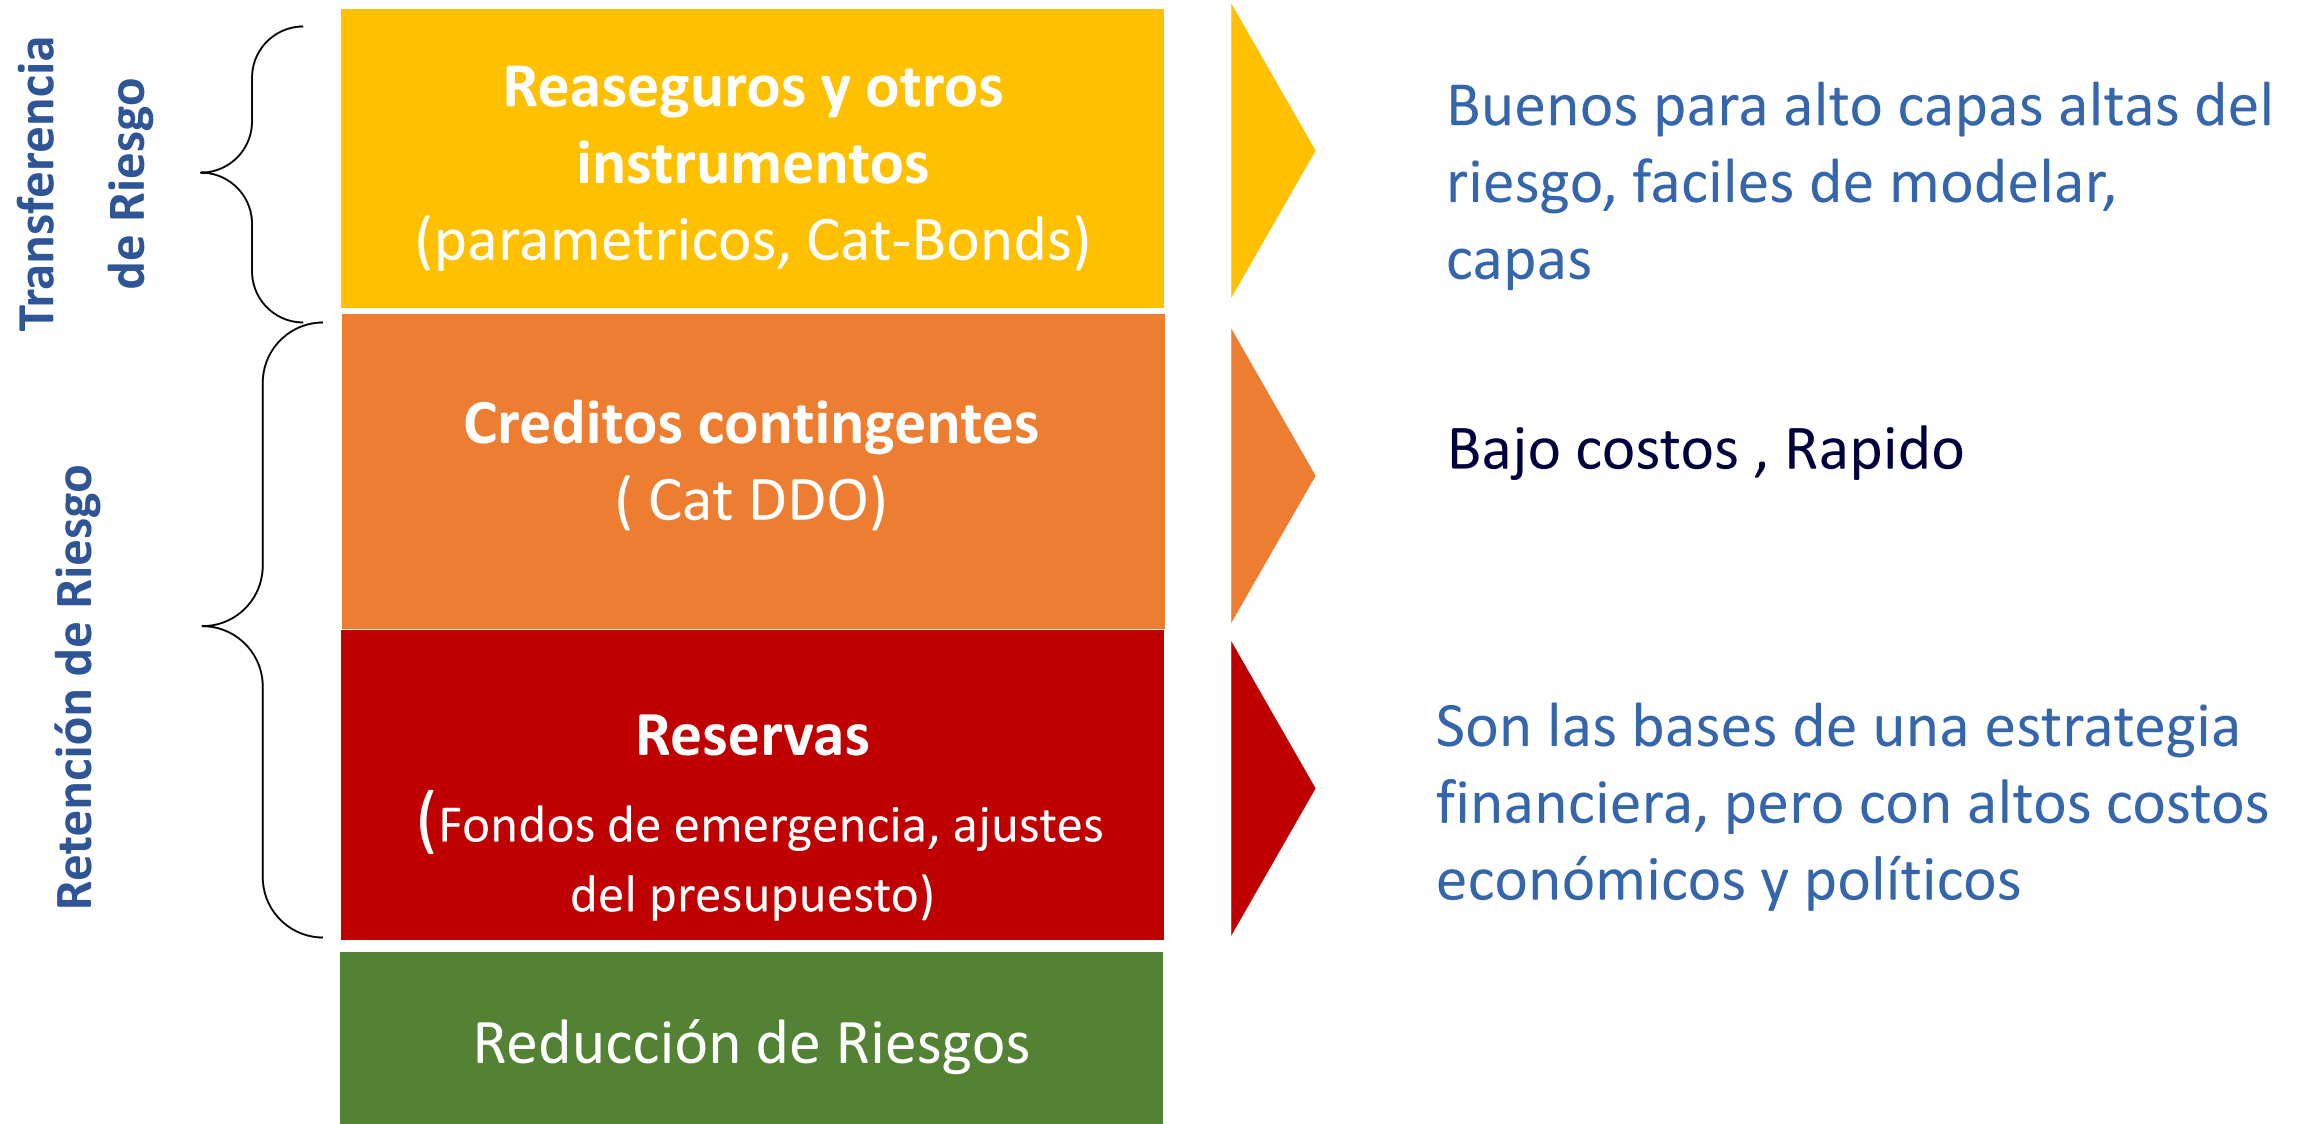 Transferencia
de Riesgo
Reaseguros y otros
instrumentos
(parametricos, Cat-Bonds)
Buenos para alto capas altas del
riesgo, faciles de modelar,
capas
Retención de Riesgo
Creditos contingentes
( Cat DDO)
Bajo costos , Rapido
Reservas
(Fondos de emergencia, ajustes
del presupuesto)
Son las bases de una estrategia
financiera, pero con altos costos
económicos y políticos
Reducción de Riesgos